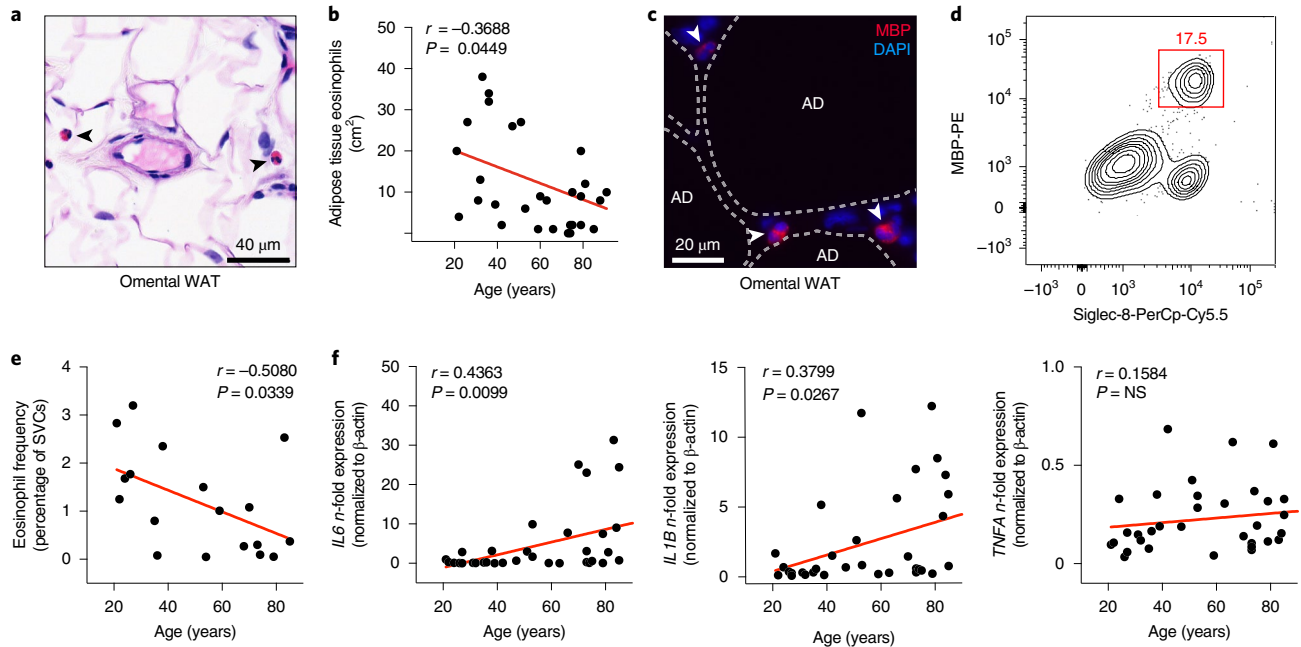 a
40 µm
Omental WAT
b
r = –0.3688
P = 0.0449
Adipose tissue eosinophils
(cm²)
50
40
30
20
10
20
40
60
80
Age (years)
c
MBP
DAPI
AD
AD
AD
20 µm
Omental WAT
d
17.5
MBP-PE
10⁵
10⁴
10³
0
–10³
–10³
0
10³
10⁴
10⁵
Siglec-8-PerCp-Cy5.5
e
r = –0.5080
P = 0.0339
Eosinophil frequency
(percentage of SVCs)
4
3
2
1
0
20
40
60
80
Age (years)
f
r = 0.4363
P = 0.0099
IL6 n-fold expression
(normalized to β-actin)
50
40
30
20
10
0
20
40
60
80
Age (years)
r = 0.3799
P = 0.0267
IL1B n-fold expression
(normalized to β-actin)
15
10
5
0
20
40
60
80
Age (years)
r = 0.1584
P = NS
TNFA n-fold expression
(normalized to β-actin)
1.0
0.5
0
20
40
60
80
Age (years)